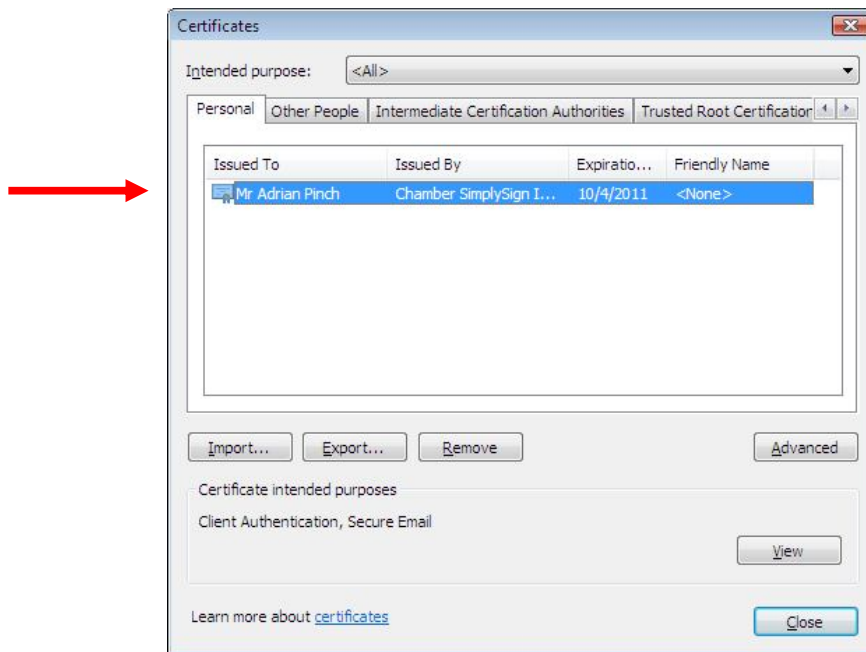 Certificates
Intended purpose: <All>
Personal Other People Intermediate Certification Authorities Trusted Root Certification
Issued To Issued By Expiratio... Friendly Name
Mr Adrian Pinch Chamber SimplySign I... 10/4/2011 <None>
Import... Export... Remove Advanced
Certificate intended purposes
Client Authentication, Secure Email
View
Learn more about certificates
Close